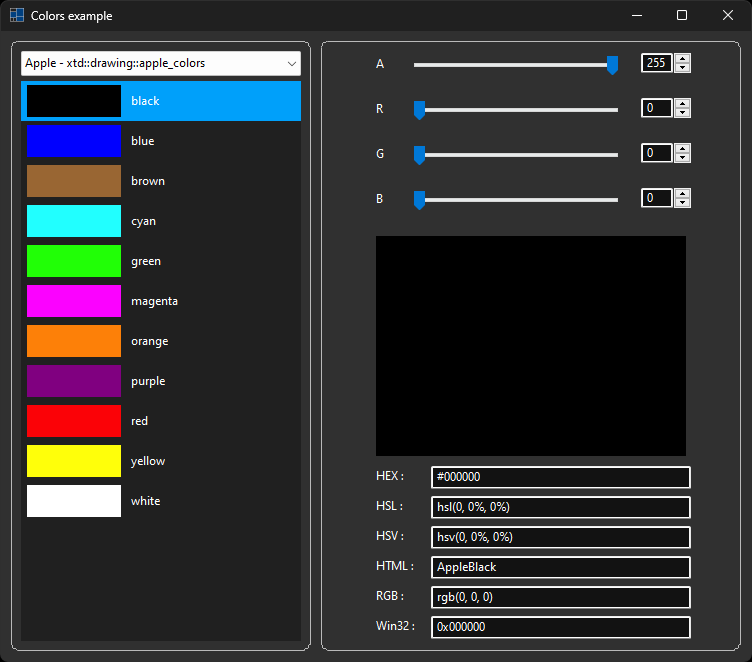 Colors example
Apple - xtd::drawing::apple_colors
black
blue
brown
cyan
green
magenta
orange
purple
red
yellow
white
A 255
R 0
G 0
B 0
HEX : #000000
HSL : hsl(0, 0%, 0%)
HSV : hsv(0, 0%, 0%)
HTML : AppleBlack
RGB : rgb(0, 0, 0)
Win32 : 0x000000